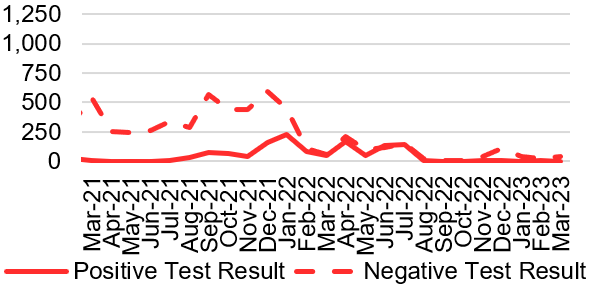 1,250
1,000
750
500
250
0
Mar-21
Apr-21
May-21
Jun-21
Jul-21
Aug-21
Sep-21
Oct-21
Nov-21
Dec-21
Jan-22
Feb-22
Mar-22
Apr-22
May-22
Jun-22
Jul-22
Aug-22
Sep-22
Oct-22
Nov-22
Dec-22
Jan-23
Feb-23
Mar-23
Positive Test Result
Negative Test Result